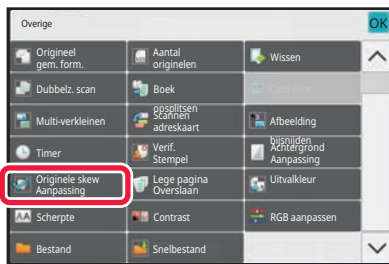 Overige
OK
Origineel
gem. form.
Aantal
originelen
Wissen
Dubbelz. scan
Boek
opsplitsen
Multi-verkleinen
Scannen
adreskaart
Afbeelding
bijsnijden
Timer
Verif.
Stempel
Achtergrond
Aanpassing
Originele skew
Aanpassing
Lege pagina
Overslaan
Uitvalkleur
Scherpte
Contrast
RGB aanpassen
Bestand
Snelbestand